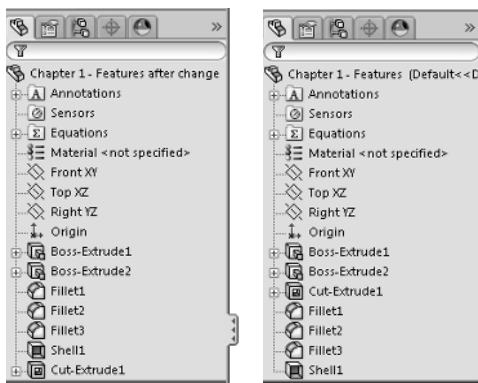 Chapter 1 - Features after change
A Annotations
Sensors
Σ Equations
Material <not specified>
Front XY
Top XZ
Right YZ
Origin
Boss-Extrude1
Boss-Extrude2
Fillet1
Fillet2
Fillet3
Shell1
Cut-Extrude1
Chapter 1 - Features (Default<<D
A Annotations
Sensors
Σ Equations
Material <not specified>
Front XY
Top XZ
Right YZ
Origin
Boss-Extrude1
Boss-Extrude2
Cut-Extrude1
Fillet1
Fillet2
Fillet3
Shell1